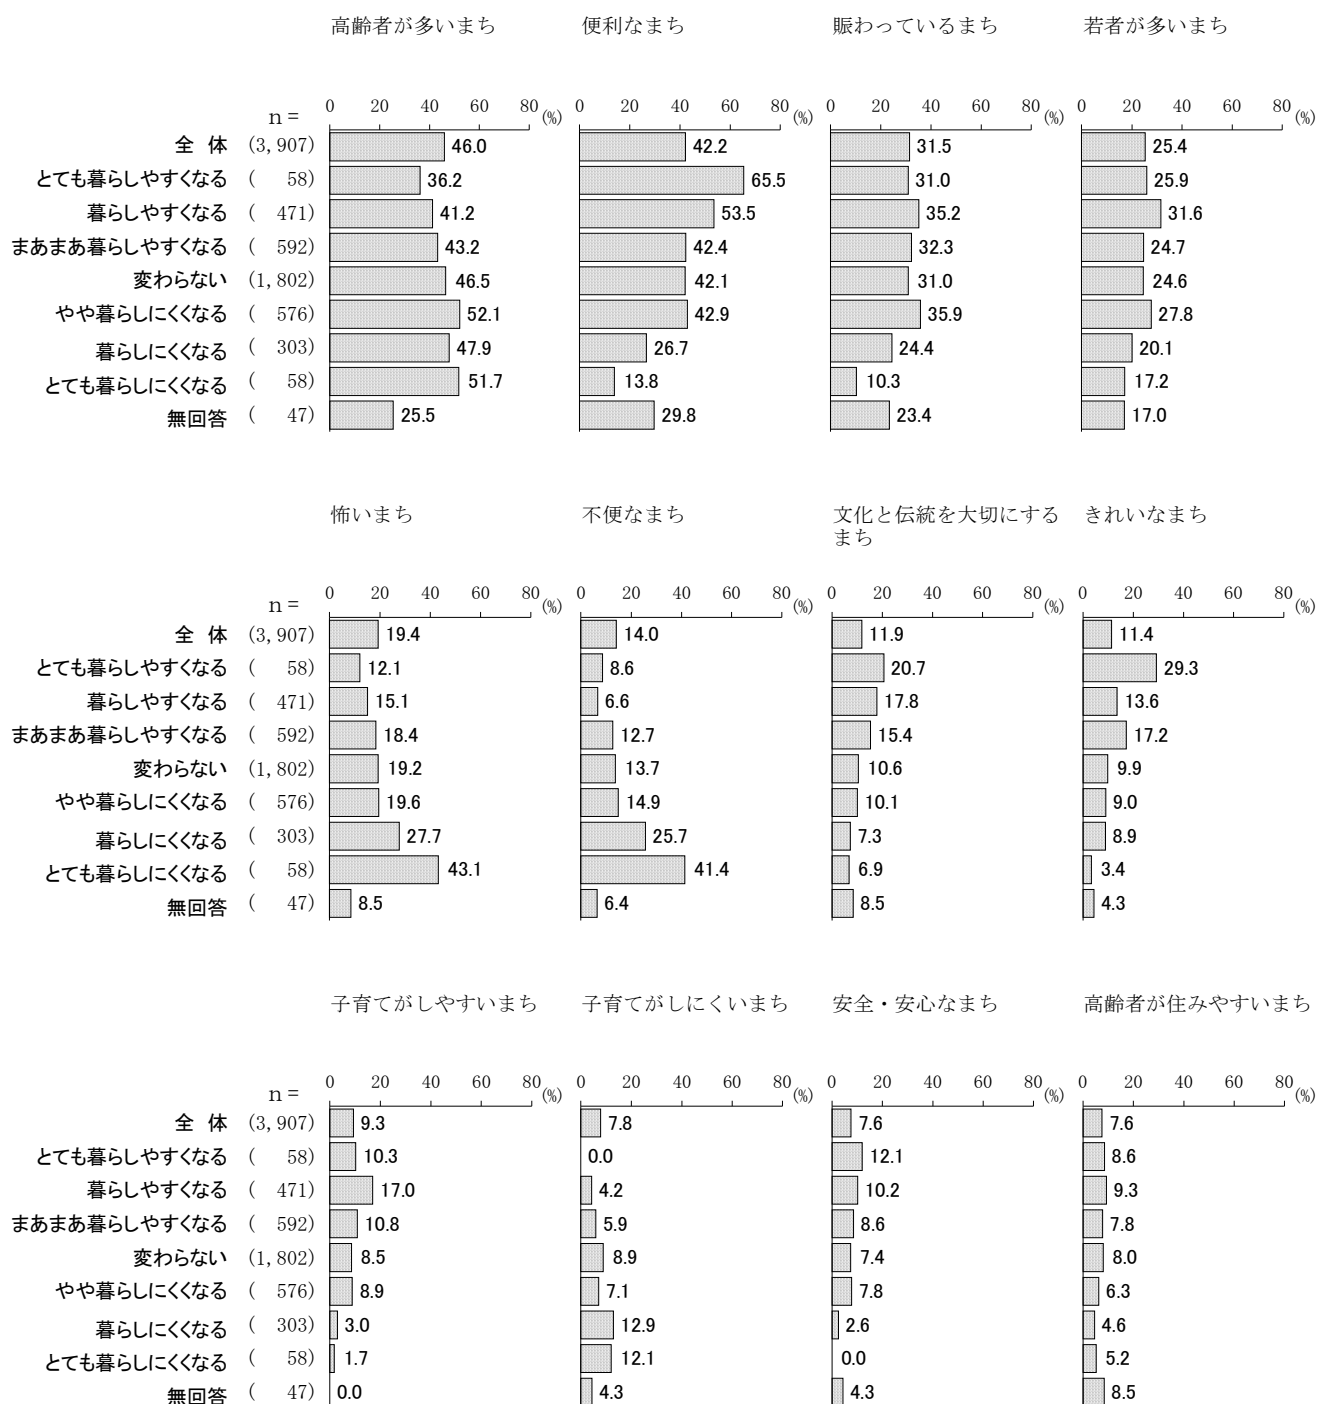 高齢者が多いまち 便利なまち 賑わっているまち 若者が多いまち
0 20 40 60 80 (%) 0 20 40 60 80 (%) 0 20 40 60 80 (%) 0 20 40 60 80 (%)
n =
全 体 (3,907) 46.0 42.2 31.5 25.4
とても暮らしやすくなる ( 58) 36.2 65.5 31.0 25.9
暮らしやすくなる ( 471) 41.2 53.5 35.2 31.6
まあまあ暮らしやすくなる ( 592) 43.2 42.4 32.3 24.7
変わらない (1,802) 46.5 42.1 31.0 24.6
やや暮らしにくくなる ( 576) 52.1 42.9 35.9 27.8
暮らしにくくなる ( 303) 47.9 26.7 24.4 20.1
とても暮らしにくくなる ( 58) 51.7 13.8 10.3 17.2
無回答 ( 47) 25.5 29.8 23.4 17.0
怖いまち 不便なまち 文化と伝統を大切にする きれいなまち
まち
0 20 40 60 80 (%) 0 20 40 60 80 (%) 0 20 40 60 80 (%) 0 20 40 60 80 (%)
n =
全 体 (3,907) 19.4 14.0 11.9 11.4
とても暮らしやすくなる ( 58) 12.1 8.6 20.7 29.3
暮らしやすくなる ( 471) 15.1 6.6 17.8 13.6
まあまあ暮らしやすくなる ( 592) 18.4 12.7 15.4 17.2
変わらない (1,802) 19.2 13.7 10.6 9.9
やや暮らしにくくなる ( 576) 19.6 14.9 10.1 9.0
暮らしにくくなる ( 303) 27.7 25.7 7.3 8.9
とても暮らしにくくなる ( 58) 43.1 41.4 6.9 3.4
無回答 ( 47) 8.5 6.4 8.5 4.3
子育てがしやすいまち 子育てがしにくいまち 安全・安心なまち 高齢者が住みやすいまち
0 20 40 60 80 (%) 0 20 40 60 80 (%) 0 20 40 60 80 (%) 0 20 40 60 80 (%)
n =
全 体 (3,907) 9.3 7.8 7.6 7.6
とても暮らしやすくなる ( 58) 10.3 0.0 12.1 8.6
暮らしやすくなる ( 471) 17.0 4.2 10.2 9.3
まあまあ暮らしやすくなる ( 592) 10.8 5.9 8.6 7.8
変わらない (1,802) 8.5 8.9 7.4 8.0
やや暮らしにくくなる ( 576) 8.9 7.1 7.8 6.3
暮らしにくくなる ( 303) 3.0 12.9 2.6 4.6
とても暮らしにくくなる ( 58) 1.7 12.1 0.0 5.2
無回答 ( 47) 0.0 4.3 4.3 8.5